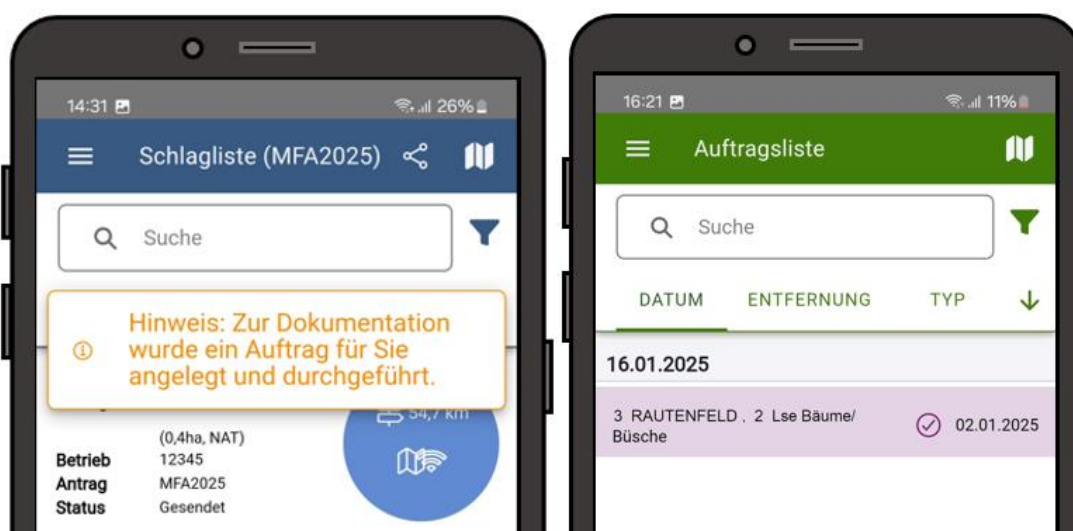 14:31 26%
Schlagliste (MFA2025)
Suche
Hinweis: Zur Dokumentation
wurde ein Auftrag für Sie
angelegt und durchgeführt.
54,7 km
(0,4ha, NAT)
Betrieb 12345
Antrag MFA2025
Status Gesendet
16:21 11%
Auftragsliste
Suche
DATUM ENTFERNUNG TYP
16.01.2025
3 RAUTENFELD , 2 Lse Bäume/
Büsche
02.01.2025